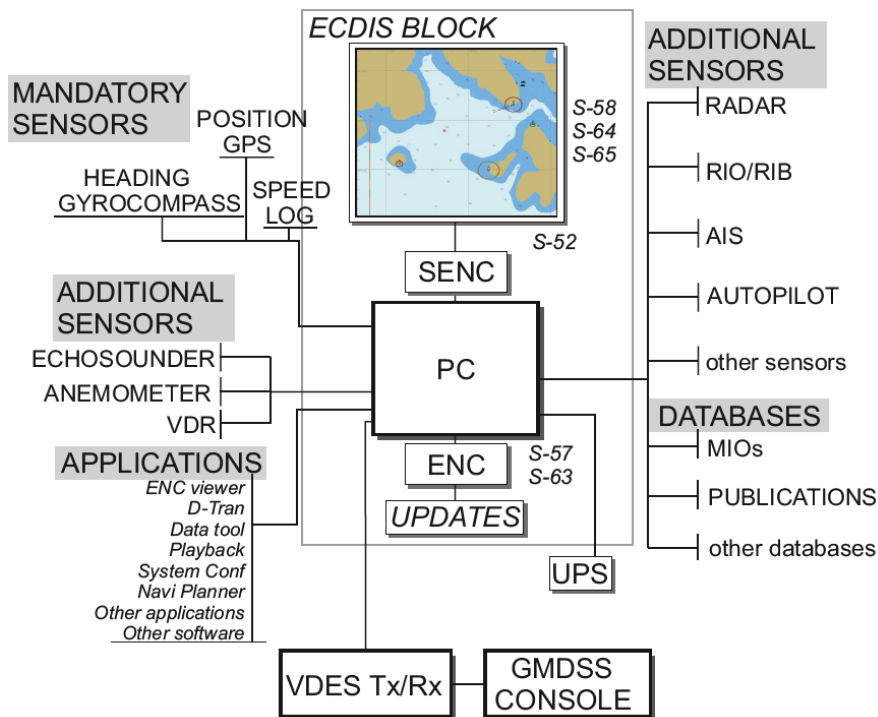 ECDIS BLOCK
S-58
S-64
S-65
S-52
SENC
PC
ENC
S-57
S-63
UPDATES
MANDATORY
SENSORS
POSITION
GPS
HEADING
GYROCOMPASS
SPEED
LOG
ADDITIONAL
SENSORS
ECHOSOUNDER
ANEMOMETER
VDR
APPLICATIONS
ENC viewer
D-Tran
Data tool
Playback
System Conf
Navi Planner
Other applications
Other software
ADDITIONAL
SENSORS
RADAR
RIO/RIB
AIS
AUTOPILOT
other sensors
DATABASES
MIOs
PUBLICATIONS
other databases
UPS
VDES Tx/Rx
GMDSS
CONSOLE